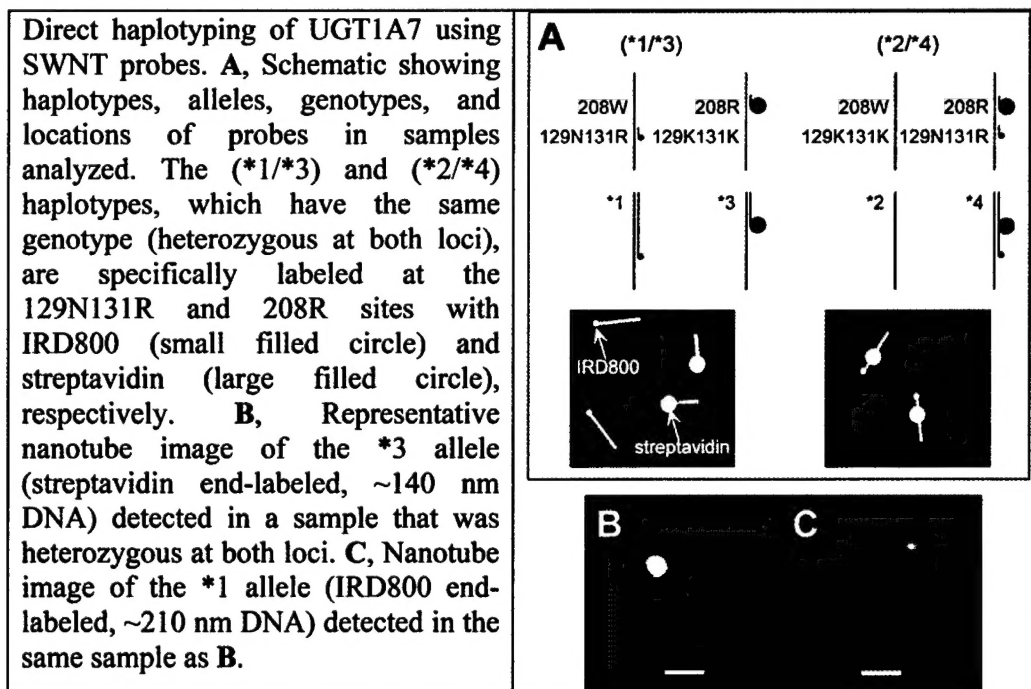 Direct haplotyping of UGT1A7 using
SWNT probes. A, Schematic showing
haplotypes, alleles, genotypes, and
locations of probes in samples
analyzed. The (*1/*3) and (*2/*4)
haplotypes, which have the same
genotype (heterozygous at both loci),
are specifically labeled at the
129N131R and 208R sites with
IRD800 (small filled circle) and
streptavidin (large filled circle),
respectively. B, Representative
nanotube image of the *3 allele
(streptavidin end-labeled, ~140 nm
DNA) detected in a sample that was
heterozygous at both loci. C, Nanotube
image of the *1 allele (IRD800 end-
labeled, ~210 nm DNA) detected in the
same sample as B.
A
(*1/*3) (*2/*4)
208W 208R 208W 208R
129N131R 129K131K 129K131K 129N131R
*1 *3 *2 *4
IRD800
streptavidin
B C